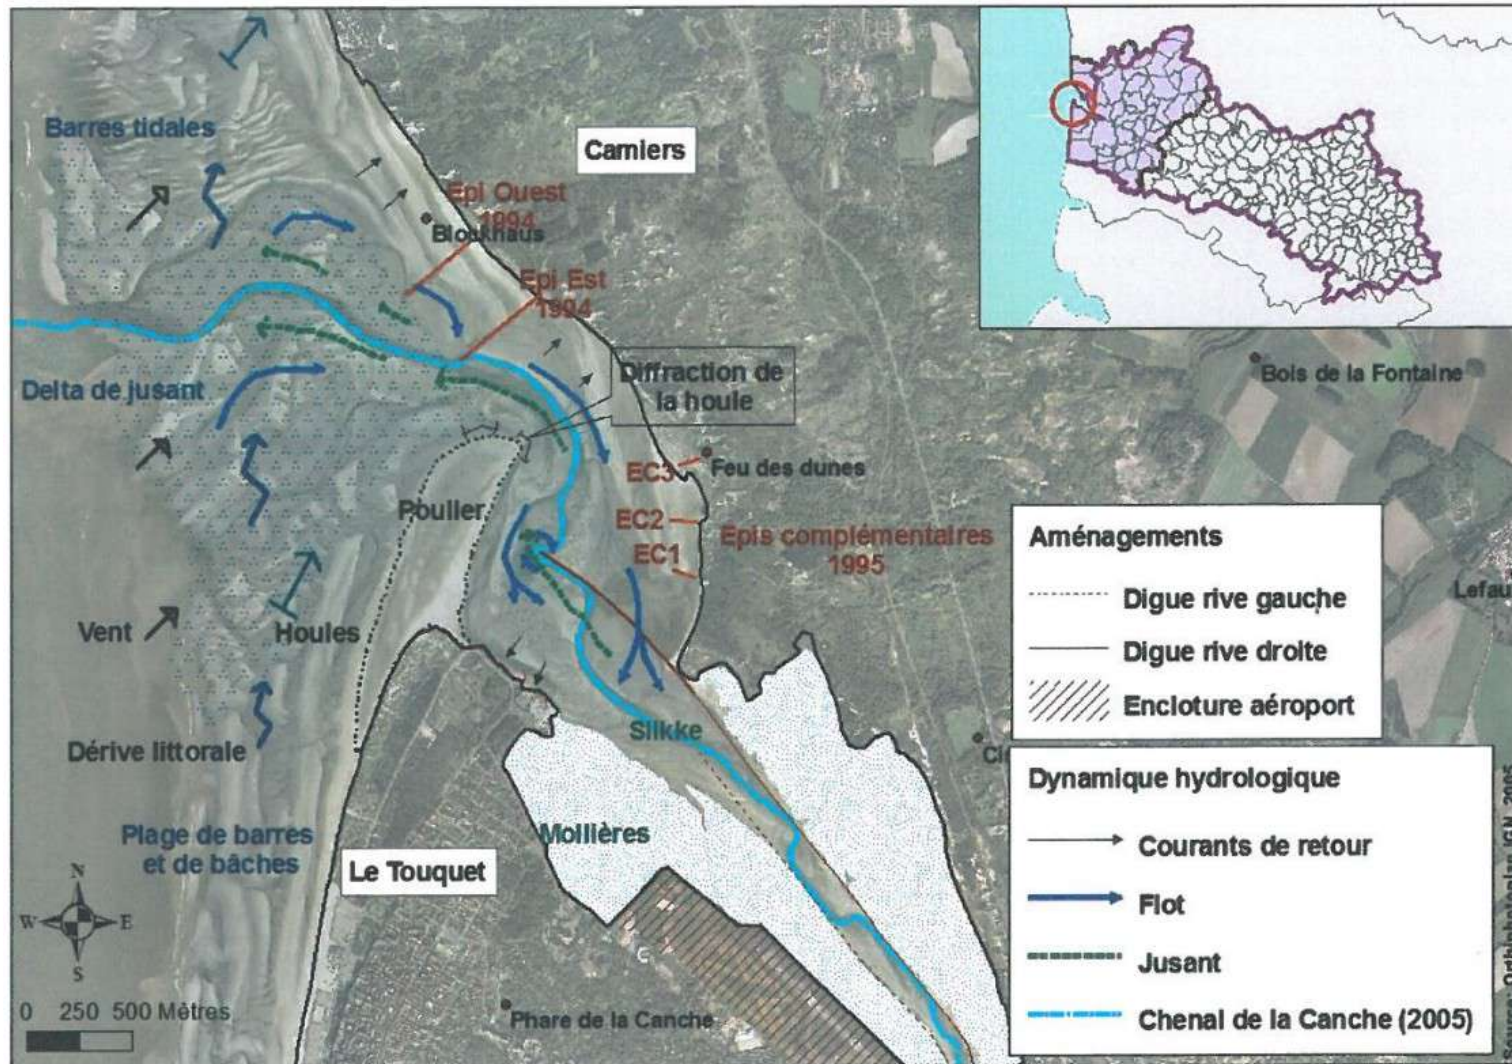 Barres tidales
Camiers
Epi Ouest
1994
Blockhaus
Epi Est
1994
Diffraction de
la houle
Bois de la Fontaine
Delta de jusant
EC3
Feu des dunes
Poulier
EC2
Epis complémentaires
1995
EC1
Vent
Houles
Slikke
Dérive littorale
Plage de barres
et de bâches
Mollières
Le Touquet
N
W
E
S
0 250 500 Mètres
Phare de la Canche
Aménagements
Digue rive gauche
Digue rive droite
Encloture aéroport
Dynamique hydrologique
Courants de retour
Flot
Jusant
Chenal de la Canche (2005)